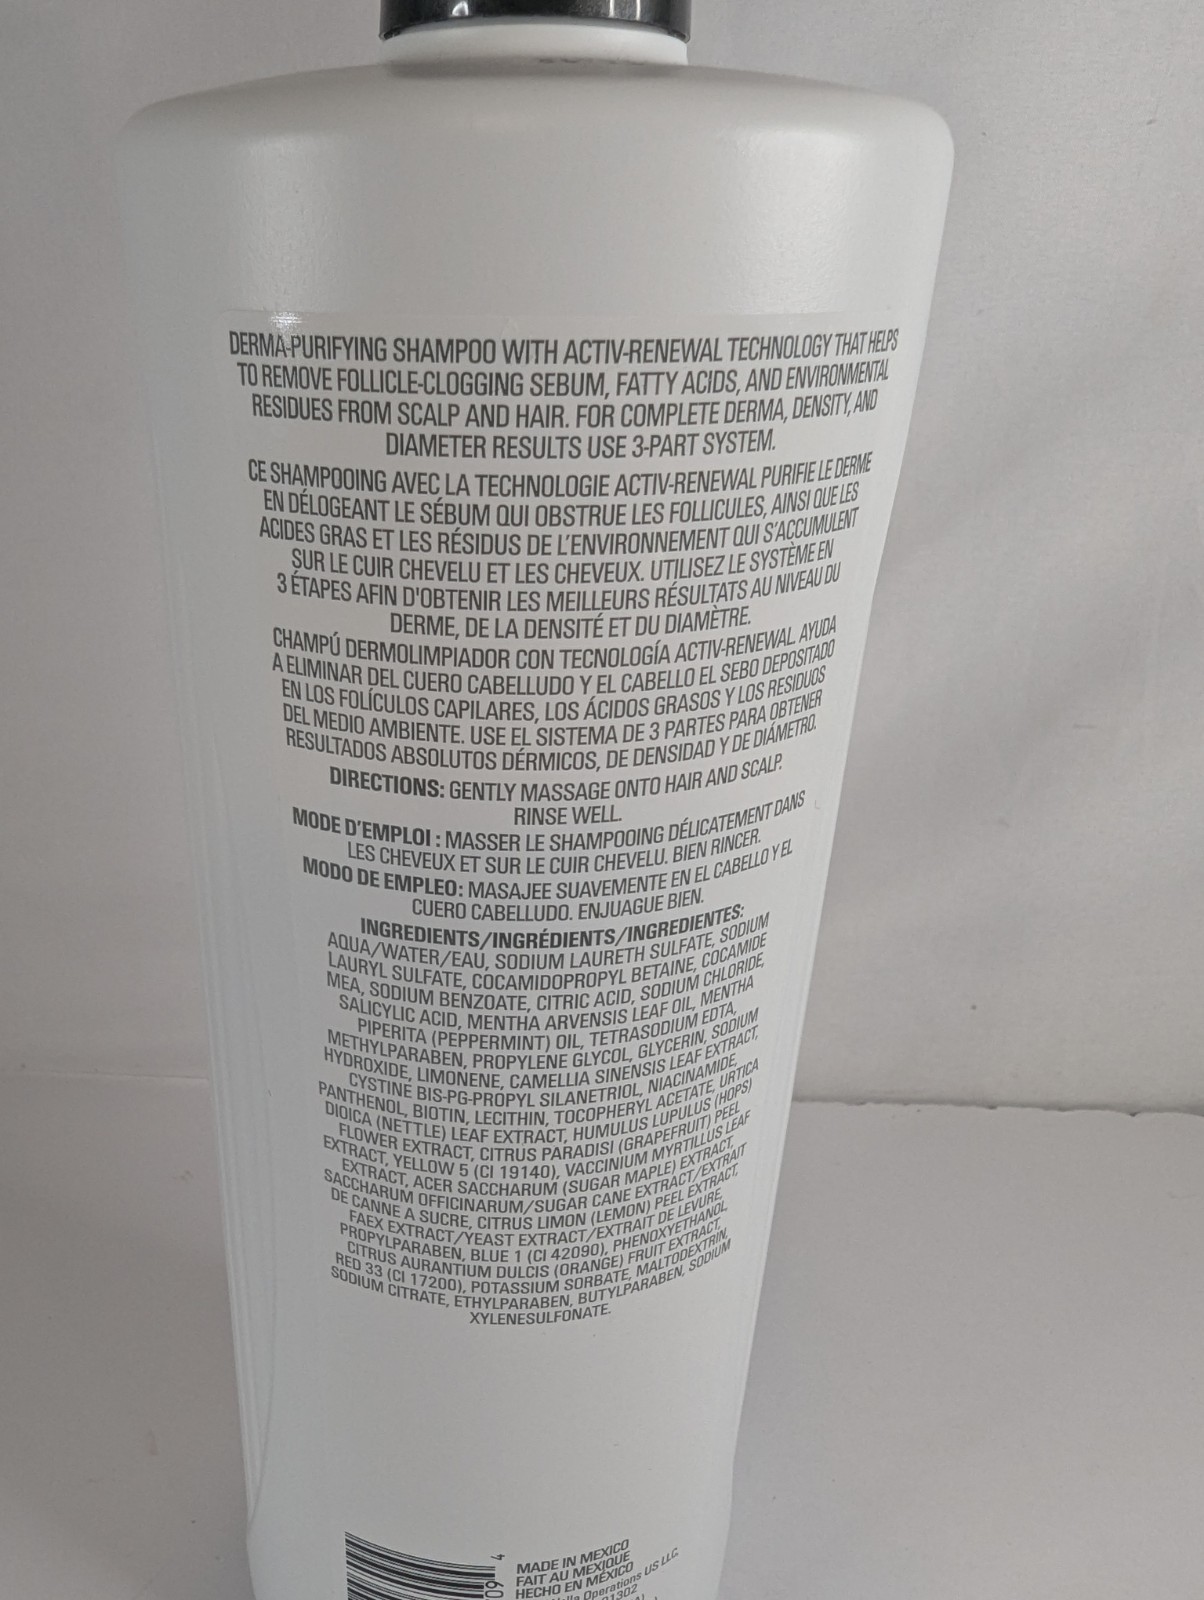 DERMA-PURIFYING SHAMPOO WITH ACTIV-RENEWAL TECHNOLOGY THAT HELPS
TO REMOVE FOLLICLE-CLOGGING SEBUM, FATTY ACIDS, AND ENVIRONMENTAL
RESIDUES FROM SCALP AND HAIR. FOR COMPLETE DERMA, DENSITY, AND
DIAMETER RESULTS USE 3-PART SYSTEM.
CE SHAMPOOING AVEC LA TECHNOLOGIE ACTIV-RENEWAL PURIFIE LE DERME
EN DÉLOGEANT LE SÉBUM QUI OBSTRUE LES FOLLICULES, AINSI QUE LES
ACIDES GRAS ET LES RÉSIDUS DE L'ENVIRONNEMENT QUI S'ACCUMULENT
SUR LE CUIR CHEVELU ET LES CHEVEUX. UTILISEZ LE SYSTÈME EN
3 ÉTAPES AFIN D'OBTENIR LES MEILLEURS RÉSULTATS AU NIVEAU DU
DERME, DE LA DENSITÉ ET DU DIAMÈTRE.
CHAMPÚ DERMOLIMPIADOR CON TECNOLOGÍA ACTIV-RENEWAL. AYUDA
A ELIMINAR DEL CUERO CABELLUDO Y EL CABELLO EL SEBO DEPOSITADO
EN LOS FOLÍCULOS CAPILARES, LOS ÁCIDOS GRASOS Y LOS RESIDUOS
DEL MEDIO AMBIENTE. USE EL SISTEMA DE 3 PARTES PARA OBTENER
RESULTADOS ABSOLUTOS DÉRMICOS, DE DENSIDAD Y DE DIÁMETRO.
DIRECTIONS: GENTLY MASSAGE ONTO HAIR AND SCALP.
RINSE WELL.
MODE D'EMPLOI : MASSER LE SHAMPOOING DÉLICATEMENT DANS
LES CHEVEUX ET SUR LE CUIR CHEVELU. BIEN RINCER.
MODO DE EMPLEO: MASAJEE SUAVEMENTE EN EL CABELLO Y EL
CUERO CABELLUDO. ENJUAGUE BIEN.
INGREDIENTS/INGRÉDIENTS/INGREDIENTES:
AQUA/WATER/EAU, SODIUM LAURETH SULFATE, SODIUM
LAURYL SULFATE, COCAMIDOPROPYL BETAINE, COCAMIDE
MEA, SODIUM BENZOATE, CITRIC ACID, SODIUM CHLORIDE,
SALICYLIC ACID, MENTHA ARVENSIS LEAF OIL, MENTHA
PIPERITA (PEPPERMINT) OIL, TETRASODIUM EDTA,
METHYLPARABEN, PROPYLENE GLYCOL, GLYCERIN, SODIUM
HYDROXIDE, LIMONENE, CAMELLIA SINENSIS LEAF EXTRACT,
CYSTINE BIS-PG-PROPYL SILANETRIOL, NIACINAMIDE,
PANTHENOL, BIOTIN, LECITHIN, TOCOPHERYL ACETATE, URTICA
DIOICA (NETTLE) LEAF EXTRACT, HUMULUS LUPULUS (HOPS)
FLOWER EXTRACT, CITRUS PARADISI (GRAPEFRUIT) PEEL
EXTRACT, YELLOW 5 (CI 19140), VACCINIUM MYRTILLUS LEAF
EXTRACT, ACER SACCHARUM (SUGAR MAPLE) EXTRACT,
SACCHARUM OFFICINARUM/SUGAR CANE EXTRACT/EXTRAIT
DE CANNE A SUCRE, CITRUS LIMON (LEMON) PEEL EXTRACT,
FAEX EXTRACT/YEAST EXTRACT/EXTRAIT DE LEVURE,
PROPYLPARABEN, BLUE 1 (CI 42090), PHENOXYETHANOL,
CITRUS AURANTIUM DULCIS (ORANGE) FRUIT EXTRACT,
RED 33 (CI 17200), POTASSIUM SORBATE, MALTODEXTRIN,
SODIUM CITRATE, ETHYLPARABEN, BUTYLPARABEN, SODIUM
XYLENESULFONATE.
09 4
MADE IN MEXICO
FAIT AU MEXIQUE
HECHO EN MÉXICO
Operations US LLC